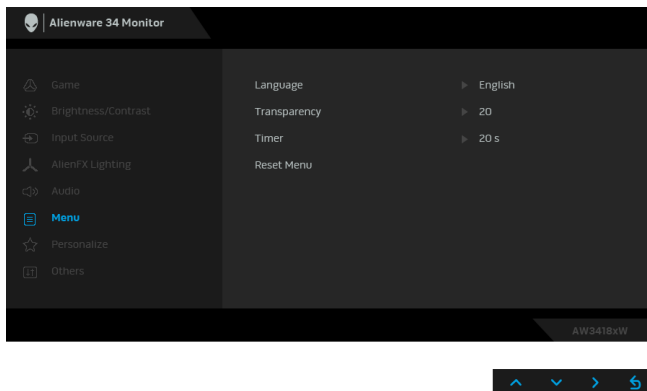 Alienware 34 Monitor
Game
Brightness/Contrast
Input Source
AlienFX Lighting
Audio
Menu
Personalize
Others
Language English
Transparency 20
Timer 20 s
Reset Menu
AW3418xW